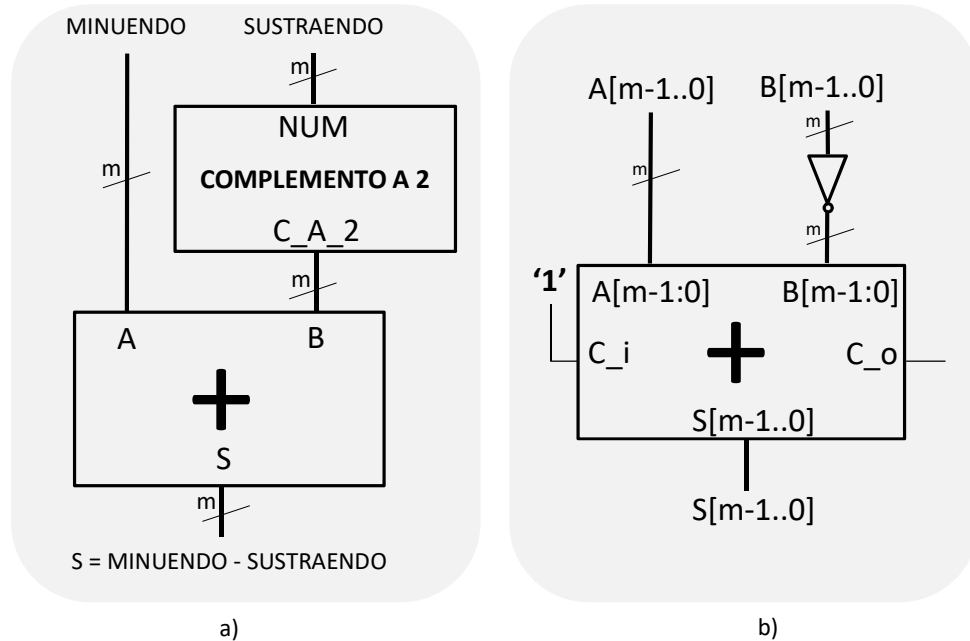 MINUENDO
SUSTRAENDO
m
NUM
m
COMPLEMENTO A 2
C_A_2
m
A
B
S
m
S = MINUENDO - SUSTRAENDO
a)
A[m-1..0]
B[m-1..0]
m
m
m
‘1’
A[m-1:0]
B[m-1:0]
C_i
C_o
S[m-1..0]
S[m-1..0]
b)